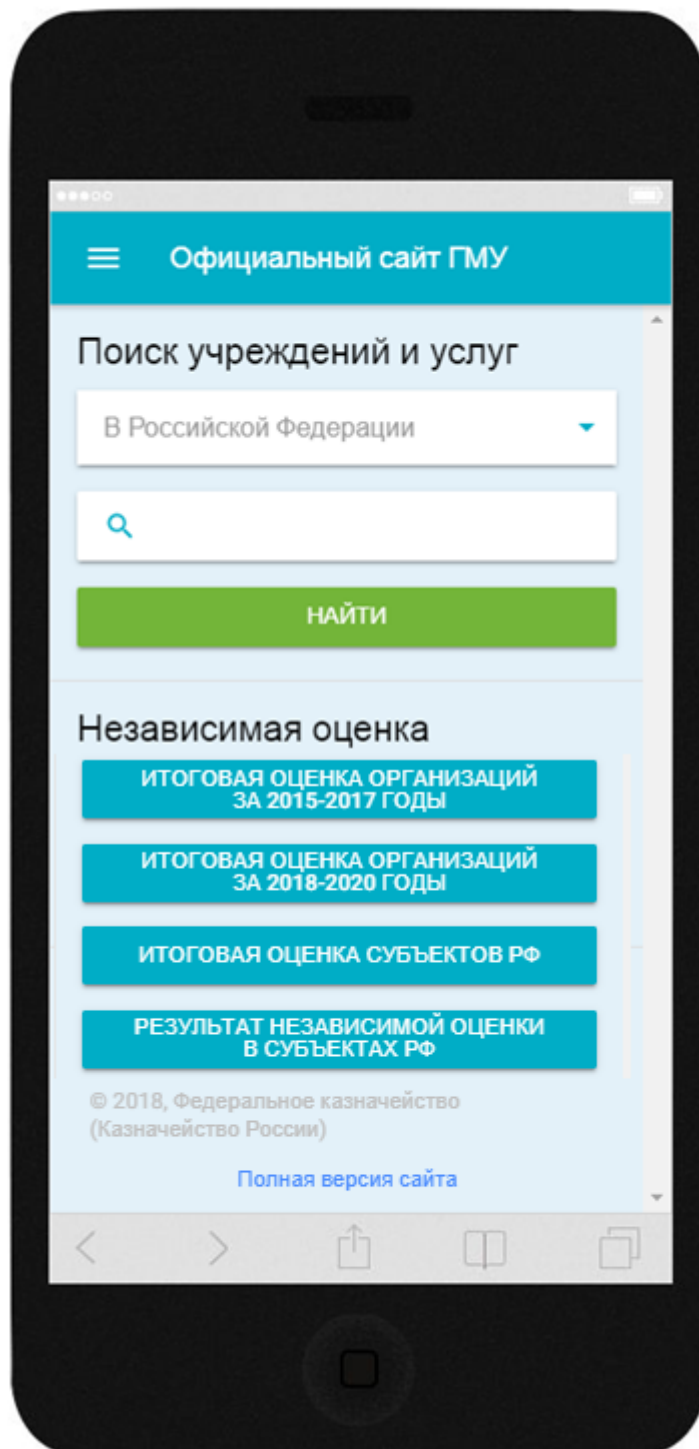 Официальный сайт ГМУ
Поиск учреждений и услуг
В Российской Федерации
НАЙТИ
Независимая оценка
ИТОГОВАЯ ОЦЕНКА ОРГАНИЗАЦИЙ
ЗА 2015-2017 ГОДЫ
ИТОГОВАЯ ОЦЕНКА ОРГАНИЗАЦИЙ
ЗА 2018-2020 ГОДЫ
ИТОГОВАЯ ОЦЕНКА СУБЪЕКТОВ РФ
РЕЗУЛЬТАТ НЕЗАВИСИМОЙ ОЦЕНКИ
В СУБЪЕКТАХ РФ
© 2018, Федеральное казначейство
(Казначейство России)
Полная версия сайта